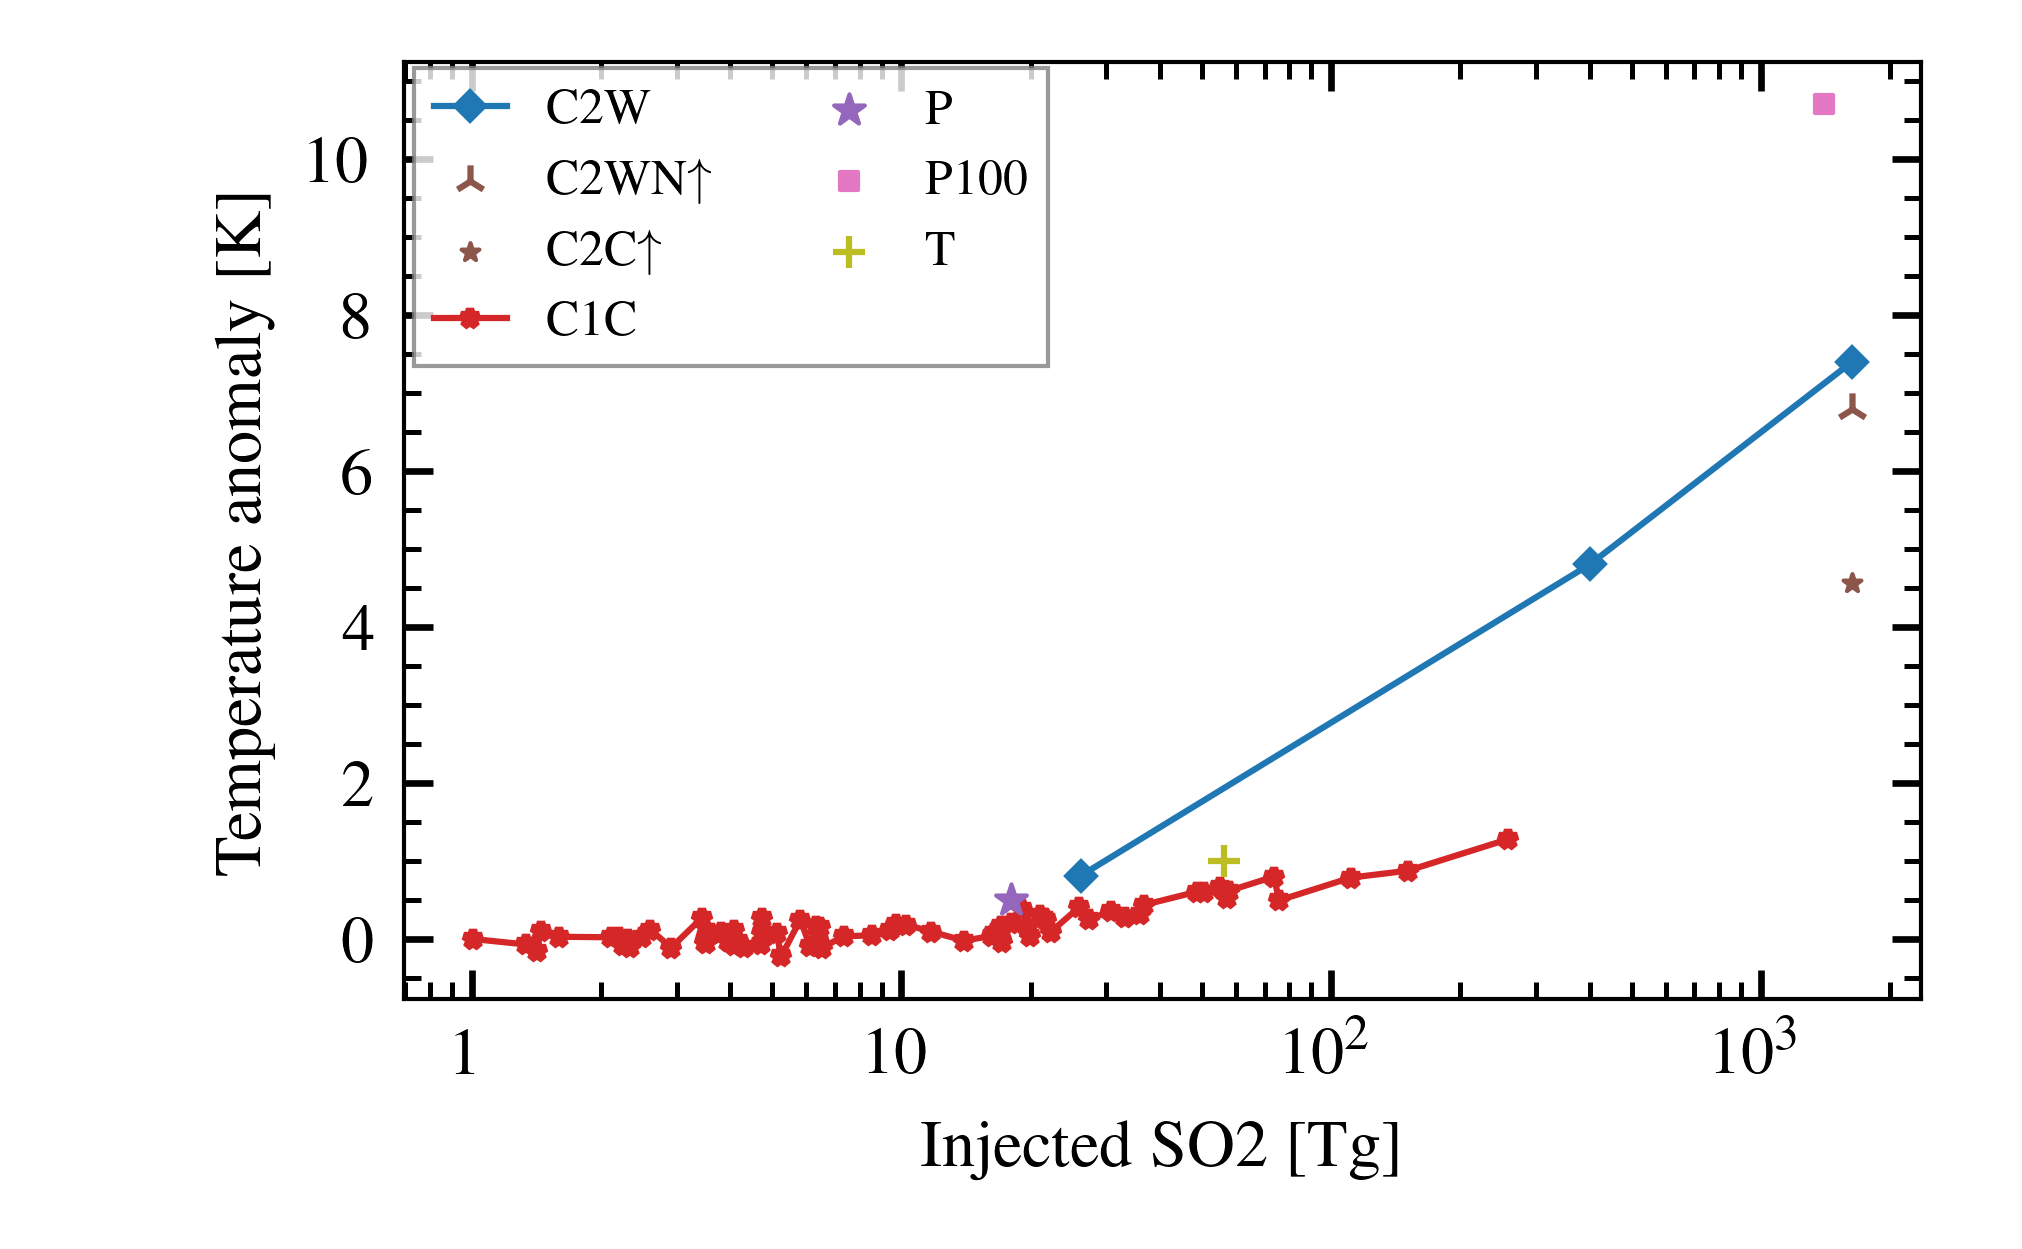 C2W
C2WN↑
C2C↑
C1C
P
P100
T
Temperature anomaly [K]
10
8
6
4
2
0
1 10 10² 10³
Injected SO2 [Tg]